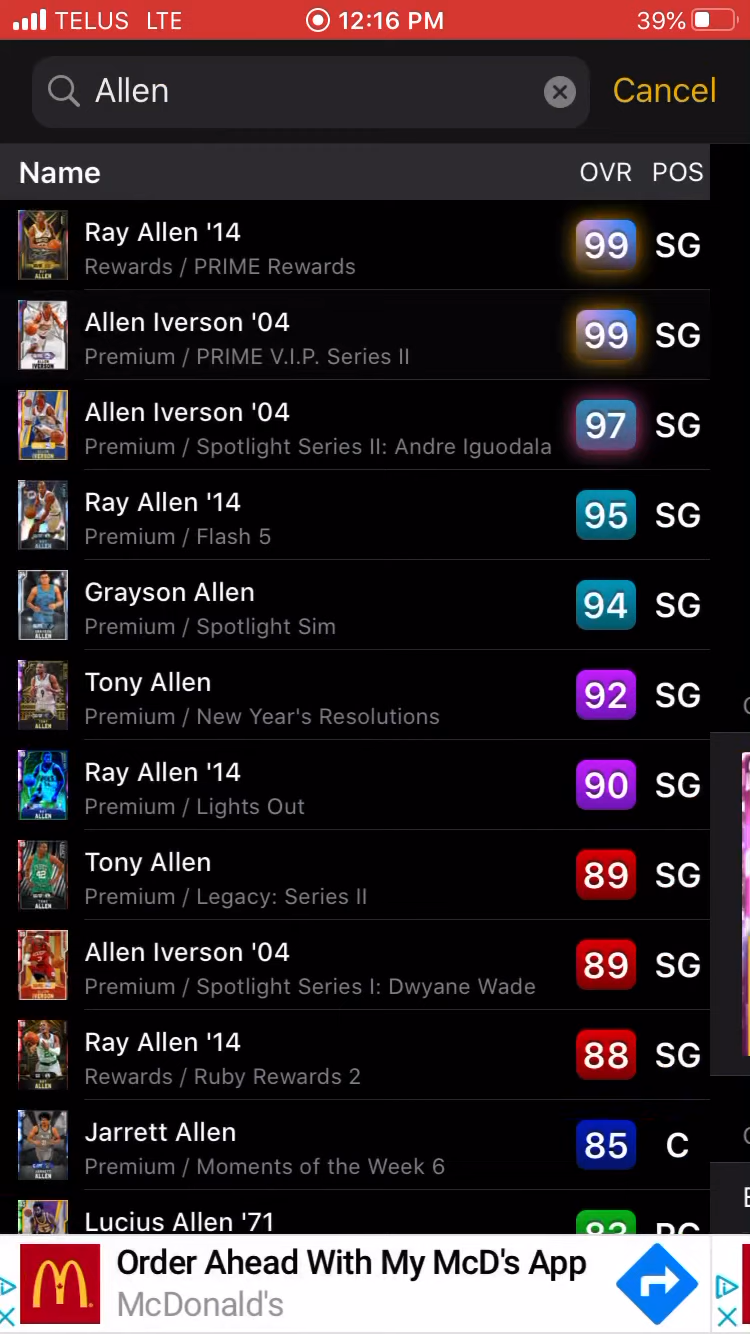 TELUS LTE 12:16 PM 39%
Allen Cancel
Name OVR POS
Ray Allen '14 99 SG
Rewards / PRIME Rewards
Allen Iverson '04 99 SG
Premium / PRIME V.I.P. Series II
Allen Iverson '04 97 SG
Premium / Spotlight Series II: Andre Iguodala
Ray Allen '14 95 SG
Premium / Flash 5
Grayson Allen 94 SG
Premium / Spotlight Sim
Tony Allen 92 SG
Premium / New Year's Resolutions
Ray Allen '14 90 SG
Premium / Lights Out
Tony Allen 89 SG
Premium / Legacy: Series II
Allen Iverson '04 89 SG
Premium / Spotlight Series I: Dwyane Wade
Ray Allen '14 88 SG
Rewards / Ruby Rewards 2
Jarrett Allen 85 C
Premium / Moments of the Week 6
Lucius Allen '71 PG
Order Ahead With My McD's App
McDonald's